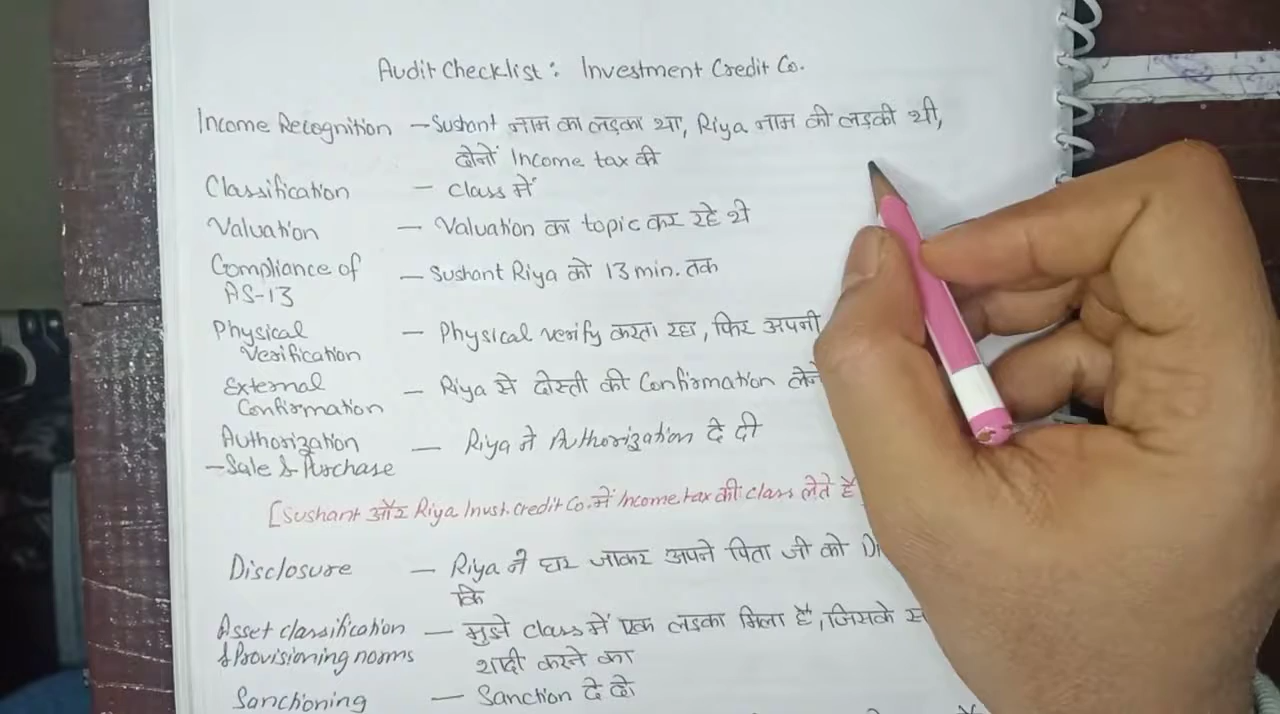 Audit Checklist: Investment Credit Co.
Income Recognition – Sushant नाम का लड़का था, Riya नाम की लड़की थी,
दोनों Income tax की
Classification – class में
Valuation – Valuation का topic कर रहे थे
Compliance of AS-13 – Sushant Riya को 13 min. तक
Physical Verification – Physical verify करता रहा, फिर अपनी
External Confirmation – Riya से दोस्ती की Confirmation लेने
Authorization – Riya ने Authorization दे दी
– Sale & Purchase
[Sushant और Riya Invst. Credit Co. में Income tax की class लेते हैं
Disclosure – Riya ने घर जाकर अपने पिता जी को
कि
Asset classification – मुझे class में एक लड़का मिला है, जिसके
& Provisioning norms शादी करने का
Sanctioning – Sanction दे दो